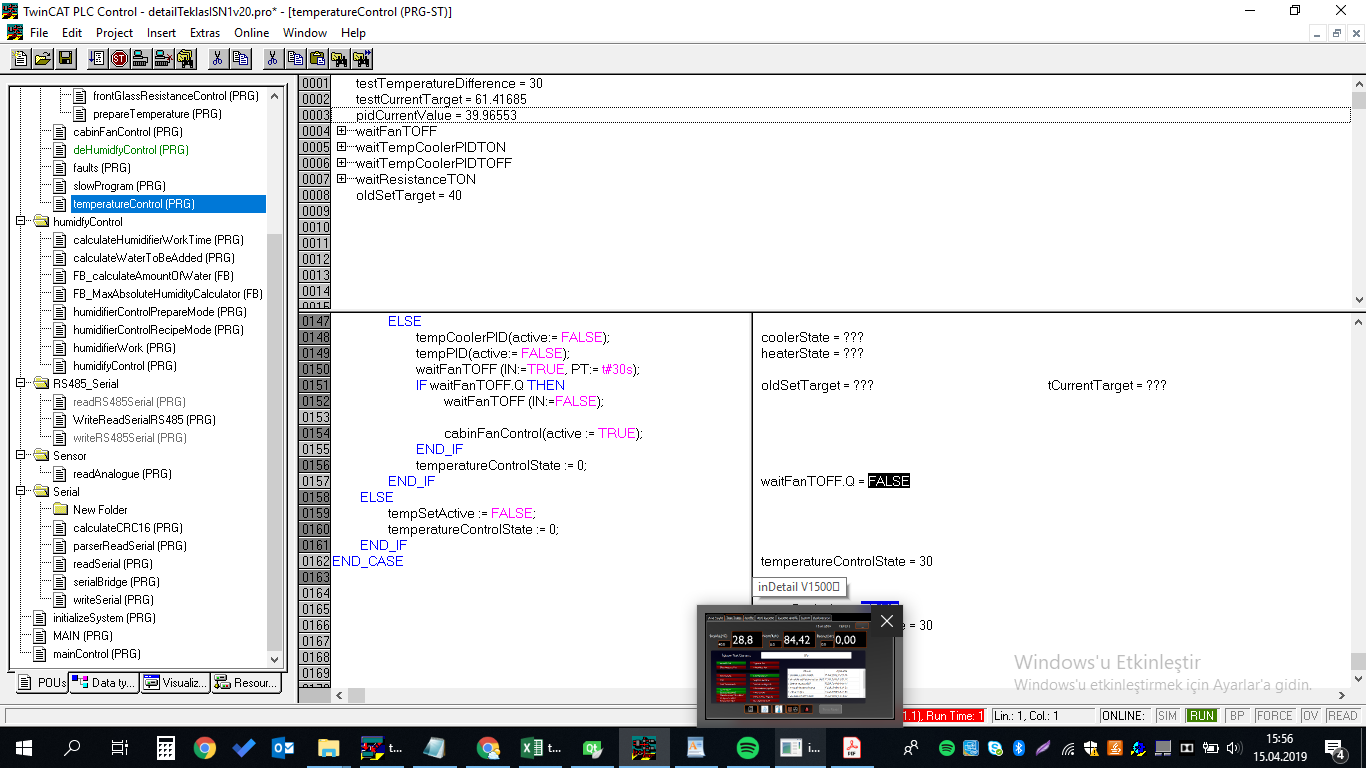 TwinCAT PLC Control - detailTeklasISN1v20.pro* - [temperatureControl (PRG-ST)]
File Edit Project Insert Extras Online Window Help
frontGlassResistanceControl (PRG)
prepareTemperature (PRG)
cabinFanControl (PRG)
deHumidfyControl (PRG)
faults (PRG)
slowProgram (PRG)
temperatureControl (PRG)
humidfyControl
calculateHumidifierWorkTime (PRG)
calculateWaterToBeAdded (PRG)
FB_calculateAmountOfWater (FB)
FB_MaxAbsoluteHumidityCalculator (FB)
humidifierControlPrepareMode (PRG)
humidifierControlRecipeMode (PRG)
humidifierWork (PRG)
humidifyControl (PRG)
RS485_Serial
readRS485Serial (PRG)
WriteReadSerialRS485 (PRG)
writeRS485Serial (PRG)
Sensor
readAnalogue (PRG)
Serial
New Folder
calculateCRC16 (PRG)
parserReadSerial (PRG)
readSerial (PRG)
serialBridge (PRG)
writeSerial (PRG)
initializeSystem (PRG)
MAIN (PRG)
mainControl (PRG)
POUs Data ty... Visualiz... Resour...
0001 testTemperatureDifference = 30
0002 testtCurrentTarget = 61.41685
0003 pidCurrentValue = 39.96553
0004 waitFanTOFF
0005 waitTempCoolerPIDTON
0006 waitTempCoolerPIDTOFF
0007 waitResistanceTON
0008 oldSetTarget = 40
0009
0010
0011
0012
0013
0014
0015
0147 ELSE
0148 tempCoolerPID(active:= FALSE); coolerState = ???
0149 tempPID(active:= FALSE); heaterState = ???
0150 waitFanTOFF (IN:=TRUE, PT:= t#30s);
0151 IF waitFanTOFF.Q THEN oldSetTarget = ??? tCurrentTarget = ???
0152 waitFanTOFF (IN:=FALSE);
0153
0154 cabinFanControl(active := TRUE);
0155 END_IF
0156 temperatureControlState := 0;
0157 END_IF waitFanTOFF.Q = FALSE
0158 ELSE
0159 tempSetActive := FALSE;
0160 temperatureControlState := 0;
0161 END_IF
0162 END_CASE temperatureControlState = 30
0163
0164
0165
0166 = 30
0167
0168
0169
inDetail V1500
28,8 84,42 0,00
Windows'u Etkinleştir
Windows'u etkinleştirmek için Ayarlar'a gidin.
1.1), Run Time: 1 Lin.: 1, Col.: 1 ONLINE: SIM RUN BP FORCE OV READ
t... t... i...
15:56
15.04.2019
4